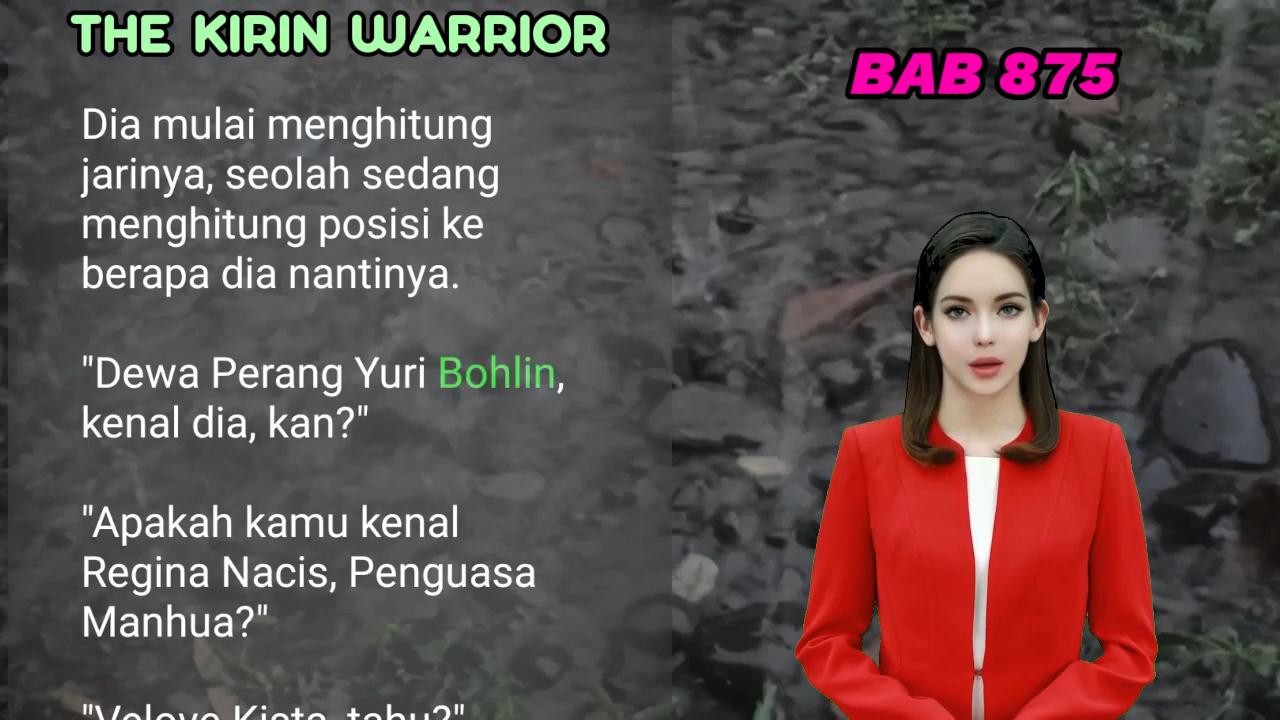 THE KIRIN WARRIOR
BAB 875
Dia mulai menghitung
jarinya, seolah sedang
menghitung posisi ke
berapa dia nantinya.
"Dewa Perang Yuri Bohlin,
kenal dia, kan?"
"Apakah kamu kenal
Regina Nacis, Penguasa
Manhua?"
tahu?"